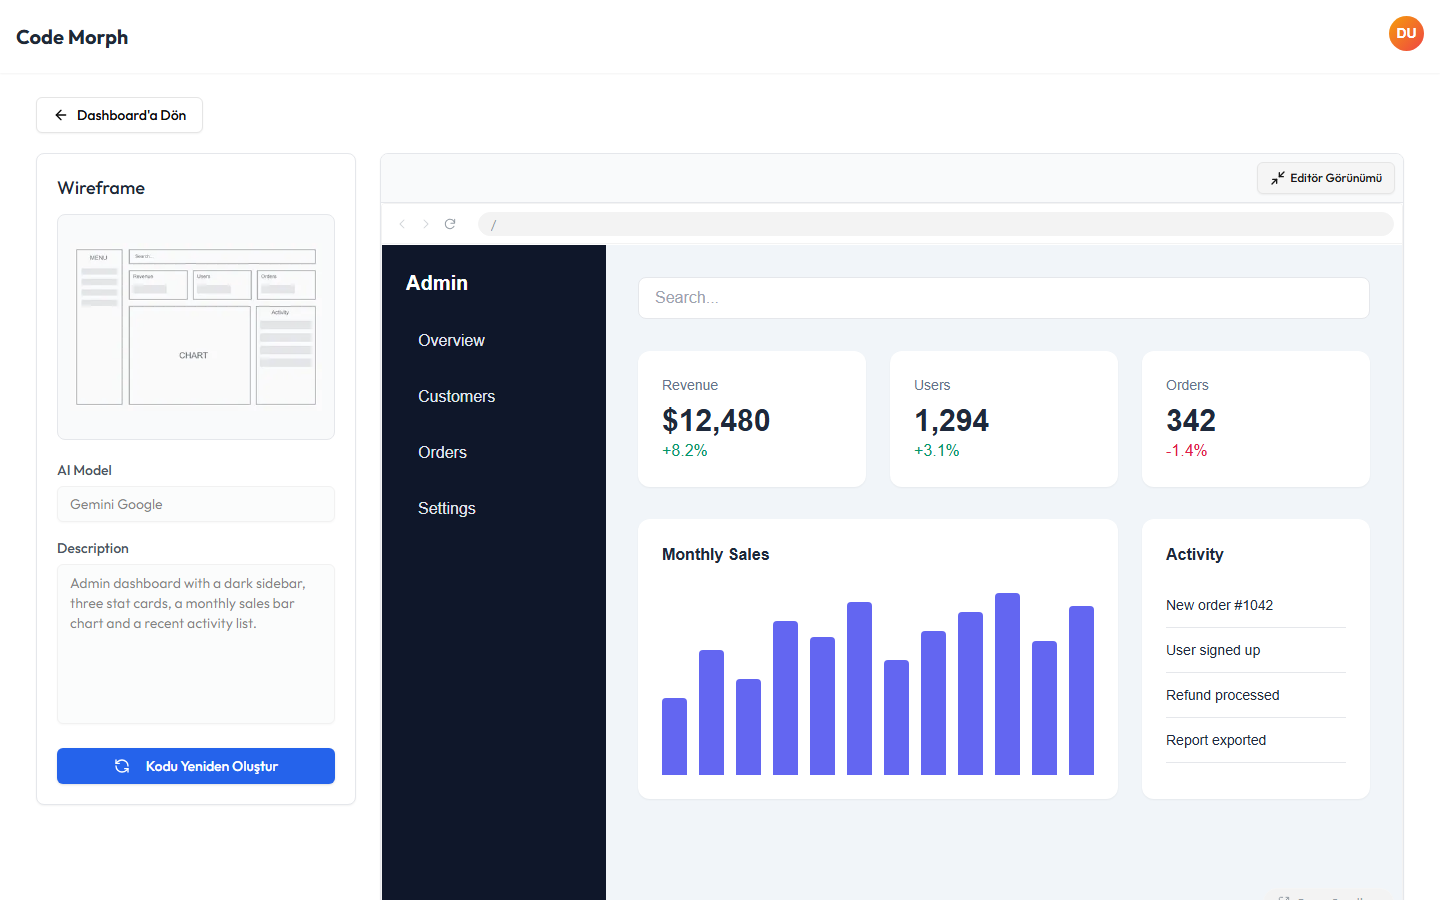 Code Morph
DU
Dashboard'a Dön
Wireframe
MENU
Search...
Revenue
Users
Orders
CHART
Activity
AI Model
Gemini Google
Description
Admin dashboard with a dark sidebar,
three stat cards, a monthly sales bar
chart and a recent activity list.
Kodu Yeniden Oluştur
Editör Görünümü
/
Admin
Overview
Customers
Orders
Settings
Search...
Revenue
$12,480
+8.2%
Users
1,294
+3.1%
Orders
342
-1.4%
Monthly Sales
Activity
New order #1042
User signed up
Refund processed
Report exported